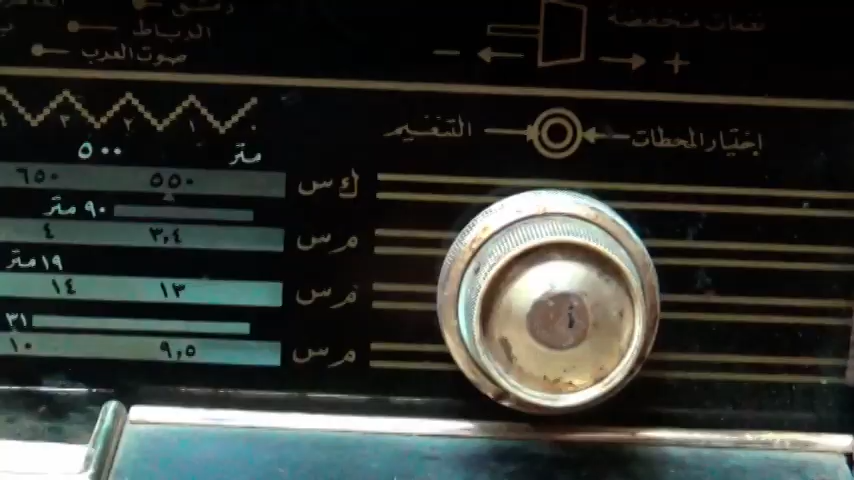 دمشق
الرباط
صوت العرب
نغمات منخفضة
+ -
التنغيم
إختيار المحطات
٣ ٢ ١ ٠
٥٠٠ متر
٦٥٠ ٥٥٠ ك س
٩٠ متر
٤ ٣,٤ م س
١٩ متر
١٤ ١٣ م س
٣١
١٠ ٩,٥ م س